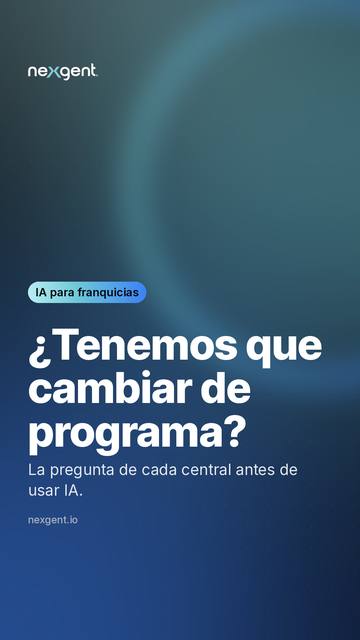 nexgent.
IA para franquicias
¿Tenemos que
cambiar de
programa?
La pregunta de cada central antes de
usar IA.
nexgent.io